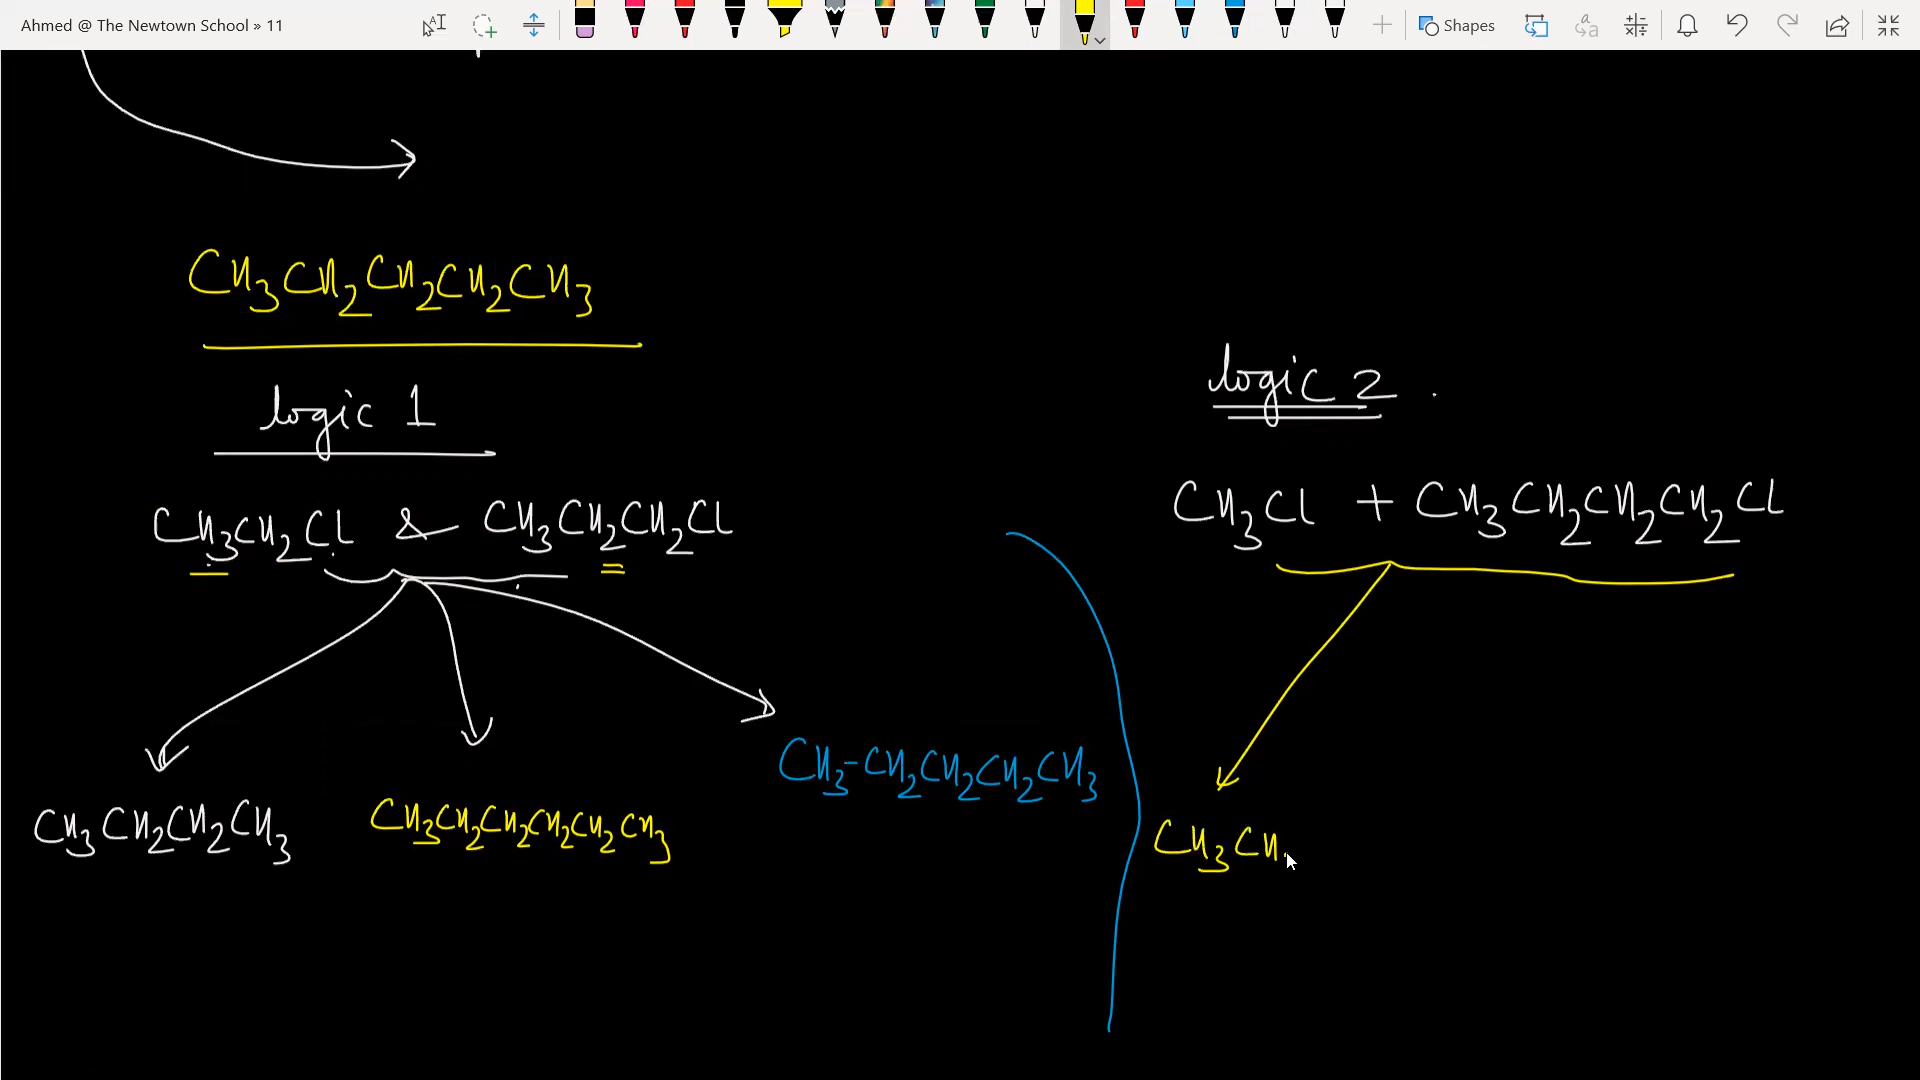 Ahmed @ The Newtown School » 11
Shapes
CH3CH2CH2CH2CH3
logic 1
CH3CH2Cl & CH3CH2CH2Cl
CH3CH2CH2CH3
CH3CH2CH2CH2CH2CH3
CH3-CH2CH2CH2CH3
logic 2.
CH3Cl + CH3CH2CH2CH2Cl
CH3CH